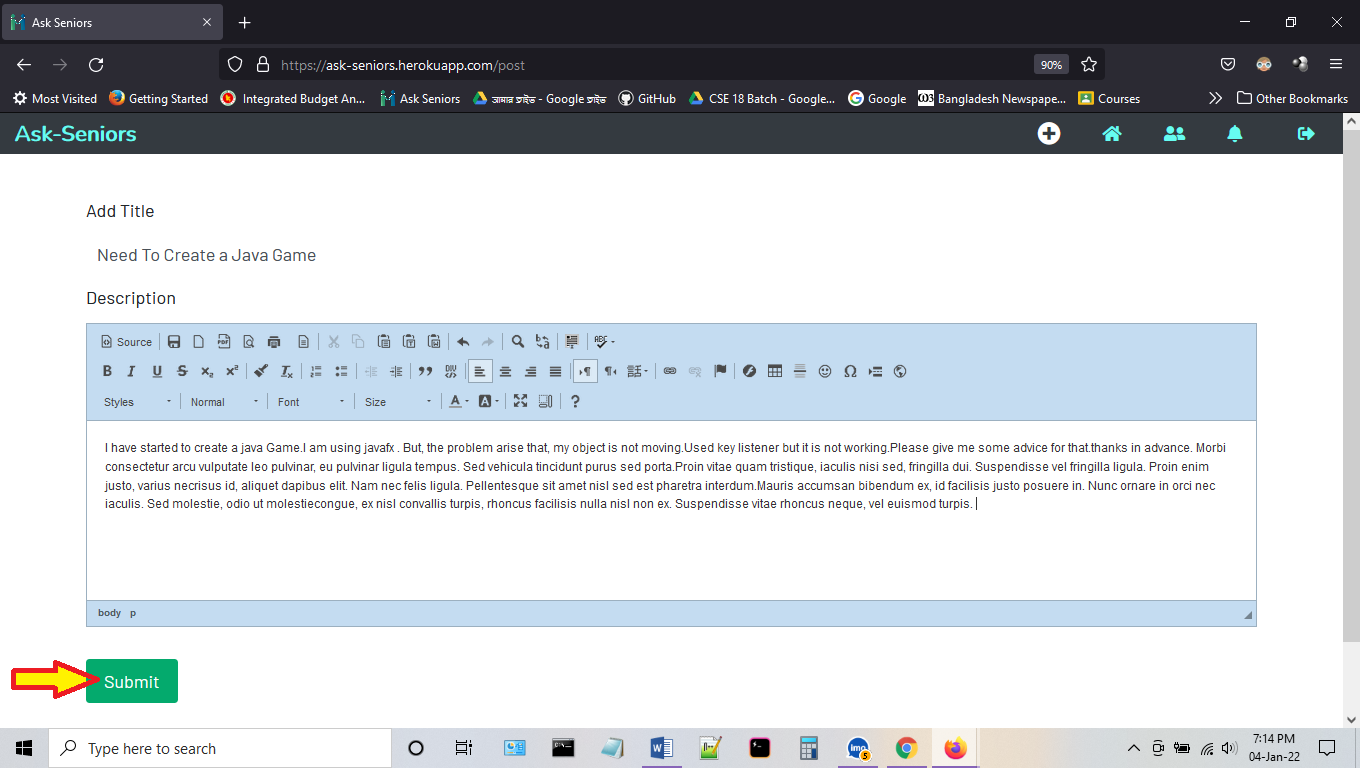 Ask Seniors
https://ask-seniors.herokuapp.com/post 90%
Most Visited Getting Started Integrated Budget An... Ask Seniors আমার ড্রাইভ - Google ড্রাইভ GitHub CSE 18 Batch - Google... Google Bangladesh Newspape... Courses Other Bookmarks
Ask-Seniors
Add Title
Need To Create a Java Game
Description
Source
Styles Normal Font Size
I have started to create a java Game.I am using javafx . But, the problem arise that, my object is not moving.Used key listener but it is not working.Please give me some advice for that.thanks in advance. Morbi
consectetur arcu vulputate leo pulvinar, eu pulvinar ligula tempus. Sed vehicula tincidunt purus sed porta.Proin vitae quam tristique, iaculis nisi sed, fringilla dui. Suspendisse vel fringilla ligula. Proin enim
justo, varius necrisus id, aliquet dapibus elit. Nam nec felis ligula. Pellentesque sit amet nisl sed est pharetra interdum.Mauris accumsan bibendum ex, id facilisis justo posuere in. Nunc ornare in orci nec
iaculis. Sed molestie, odio ut molestiecongue, ex nisl convallis turpis, rhoncus facilisis nulla nisl non ex. Suspendisse vitae rhoncus neque, vel euismod turpis.
body p
Submit
Type here to search
7:14 PM
04-Jan-22